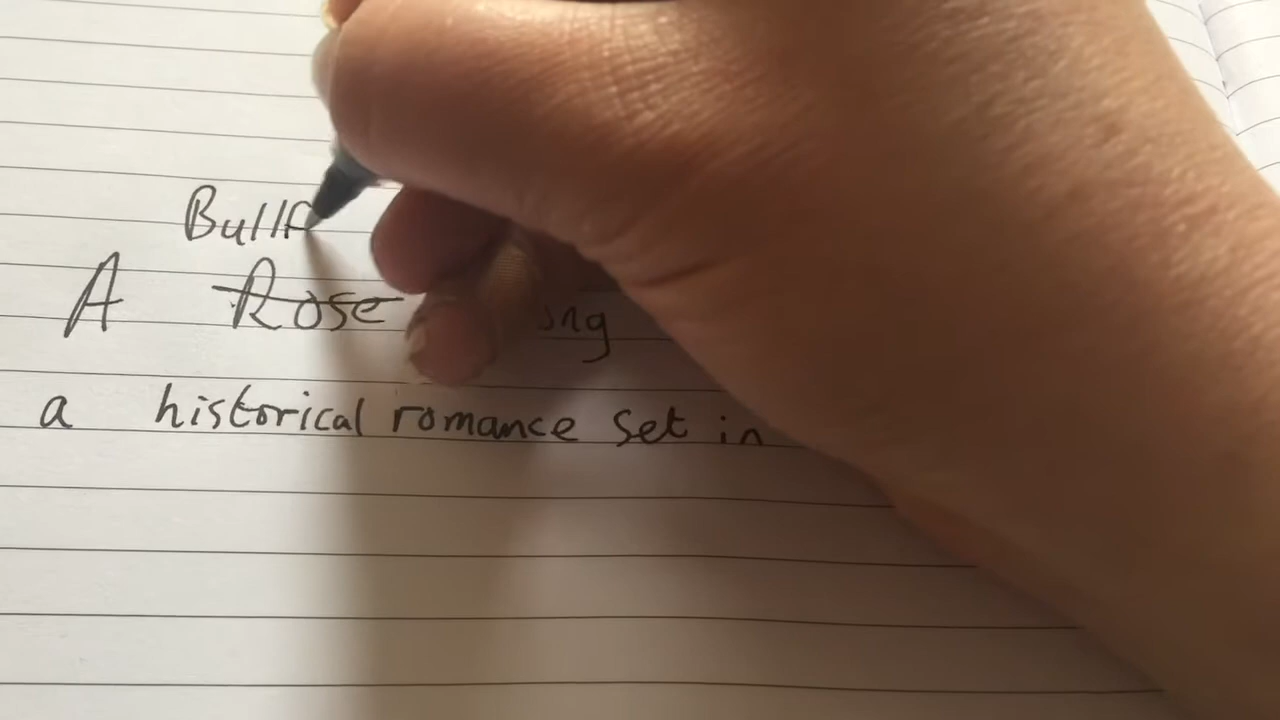 Bullf
A Rose
a historical romance set in